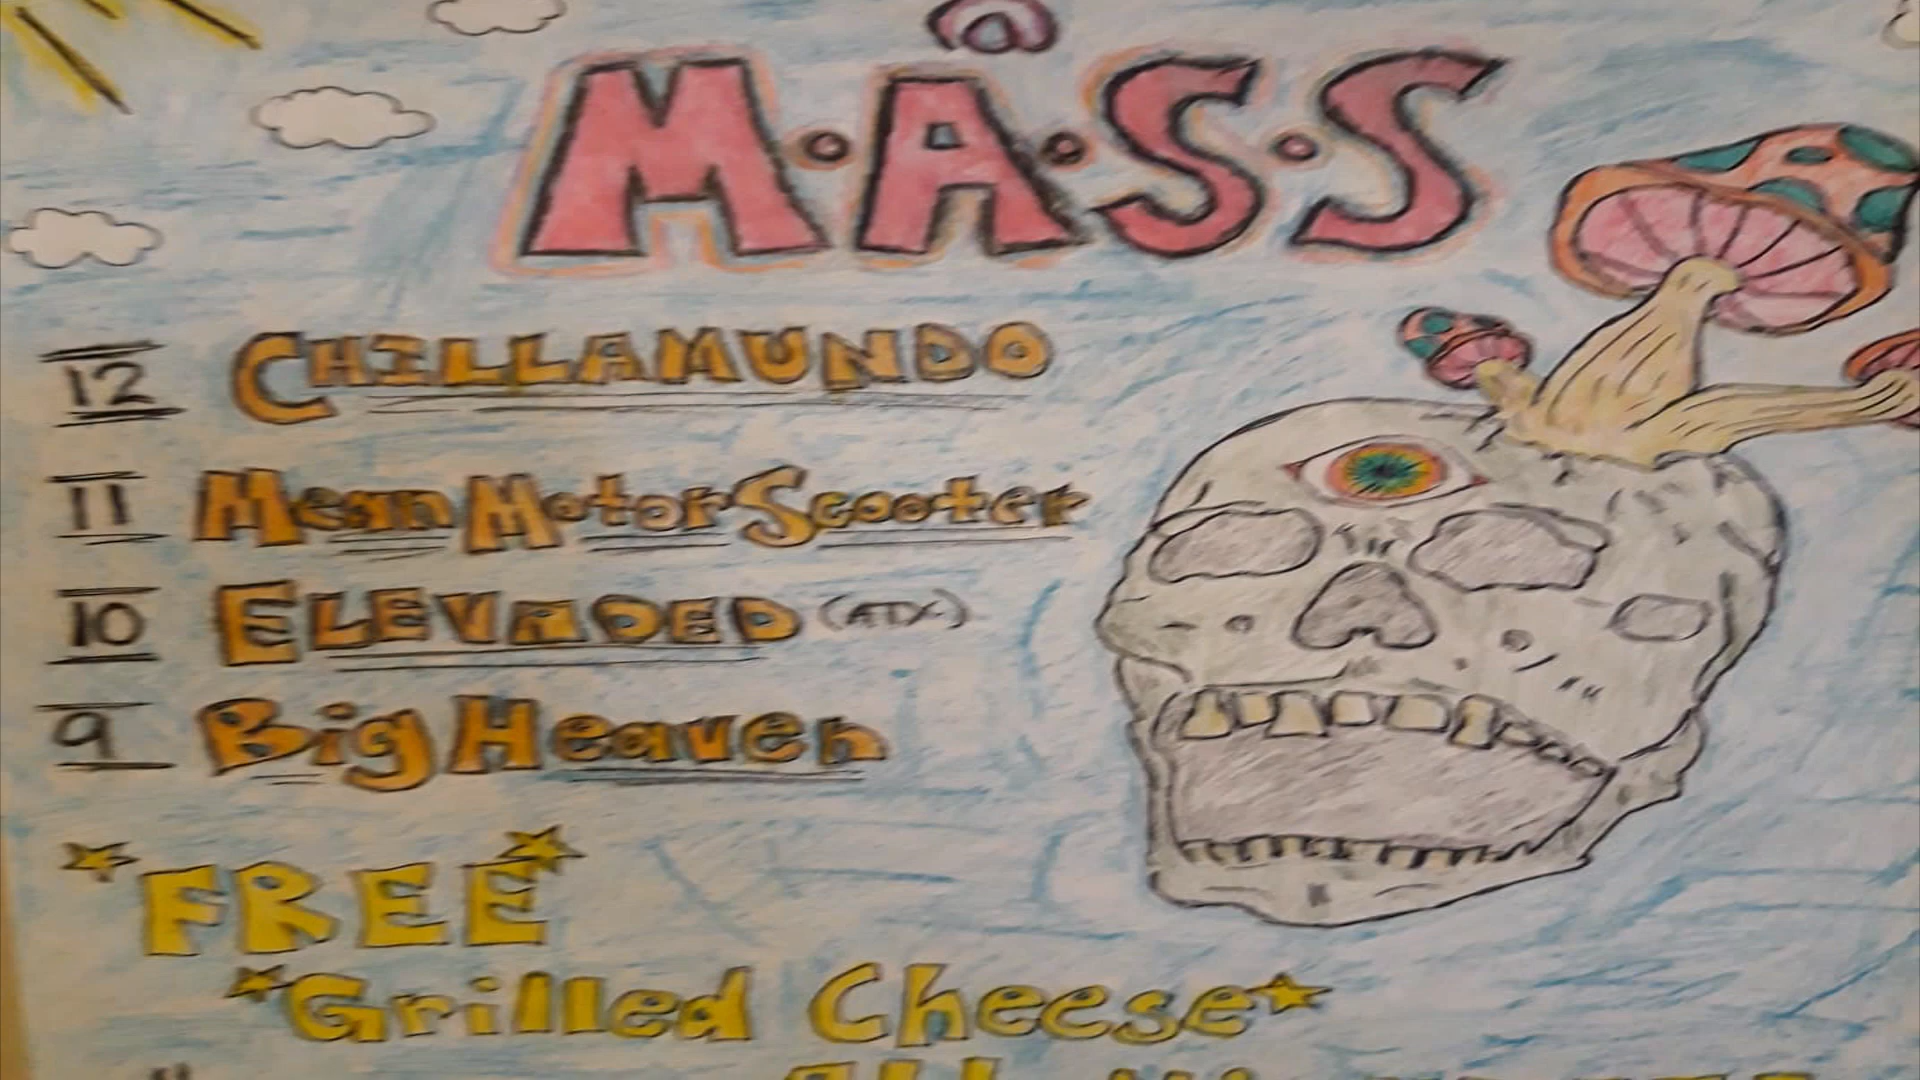 M·A·S·S
12 CHILLAMUNDO
11 Mean Motor Scooter
10 ELEVADED (ATX)
9 Big Heaven
*FREE*
*Grilled Cheese*